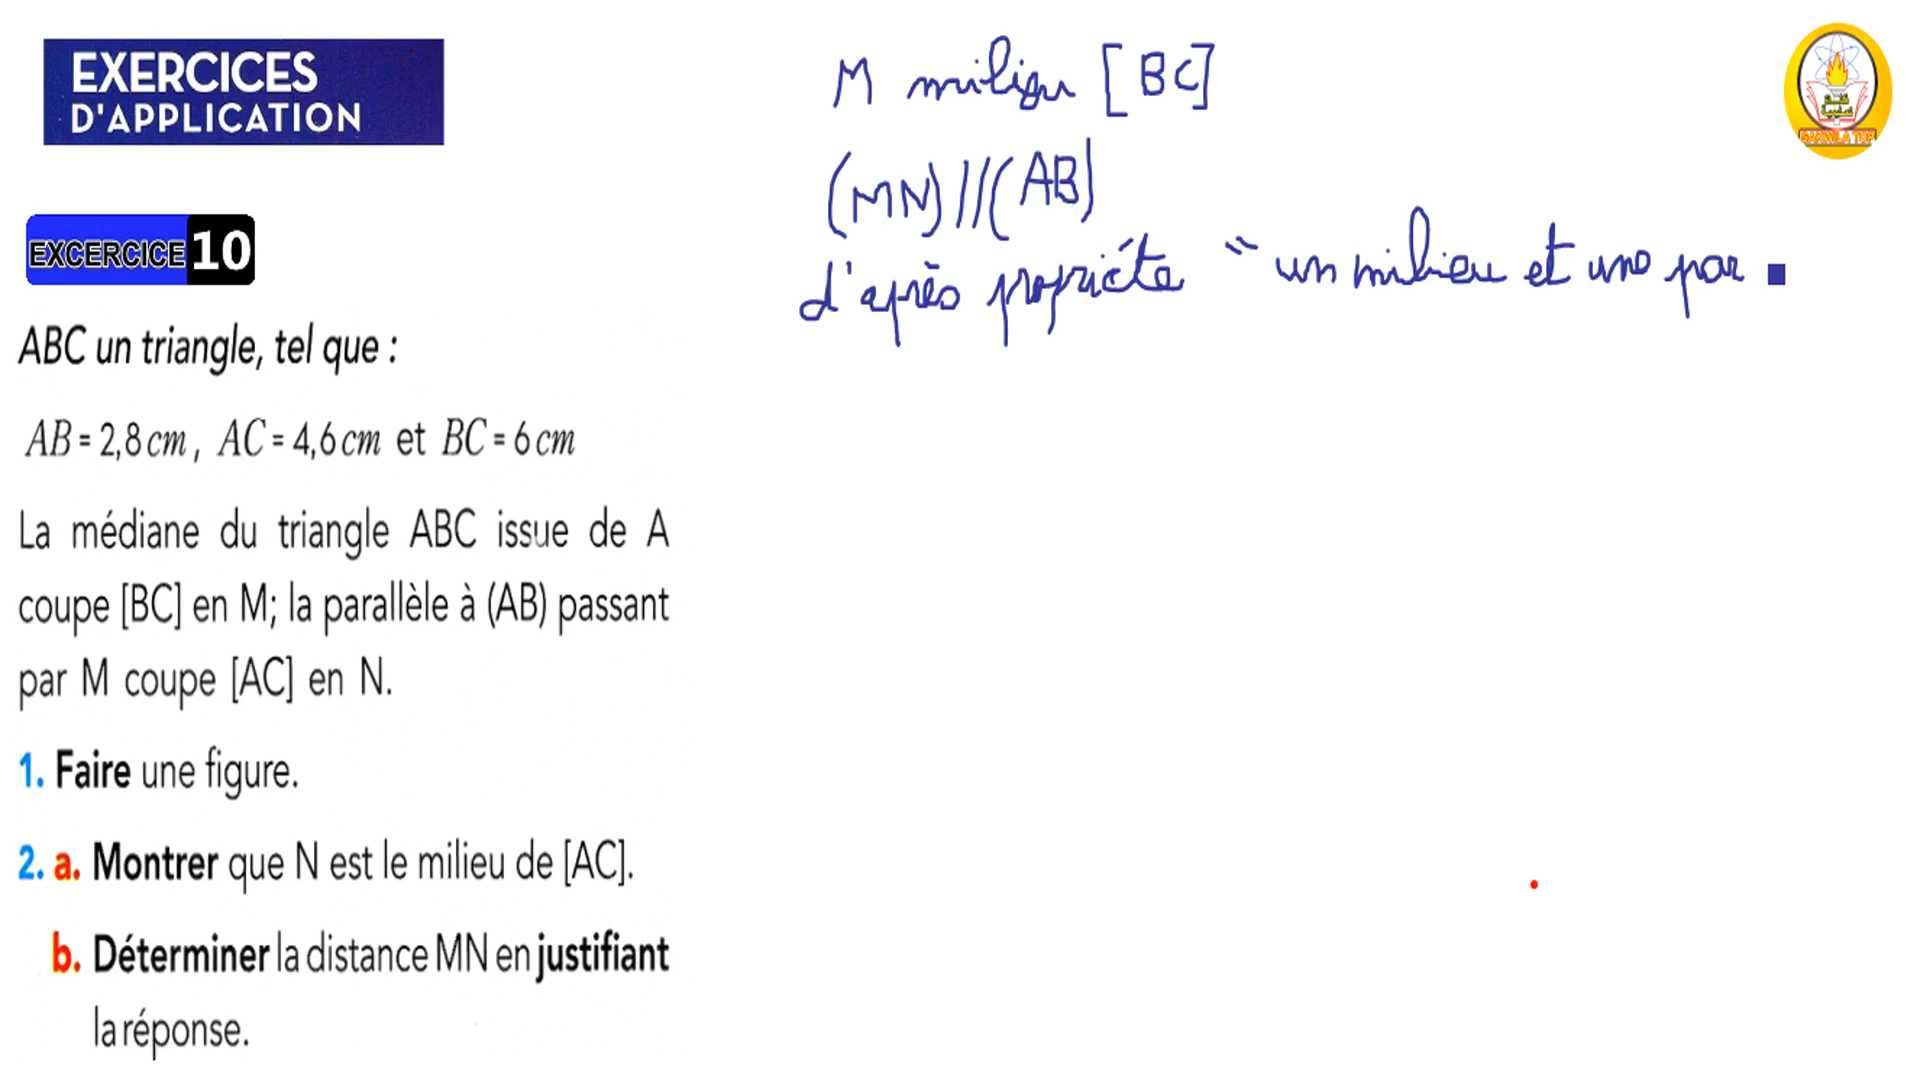 EXERCICES
D'APPLICATION
EXCERCICE 10
ABC un triangle, tel que :
AB = 2,8 cm, AC = 4,6 cm et BC = 6 cm
La médiane du triangle ABC issue de A
coupe [BC] en M; la parallèle à (AB) passant
par M coupe [AC] en N.
1. Faire une figure.
2. a. Montrer que N est le milieu de [AC].
b. Déterminer la distance MN en justifiant
la réponse.
M milieu [BC]
(MN)//(AB)
d'après propriéte " un milieu et une par